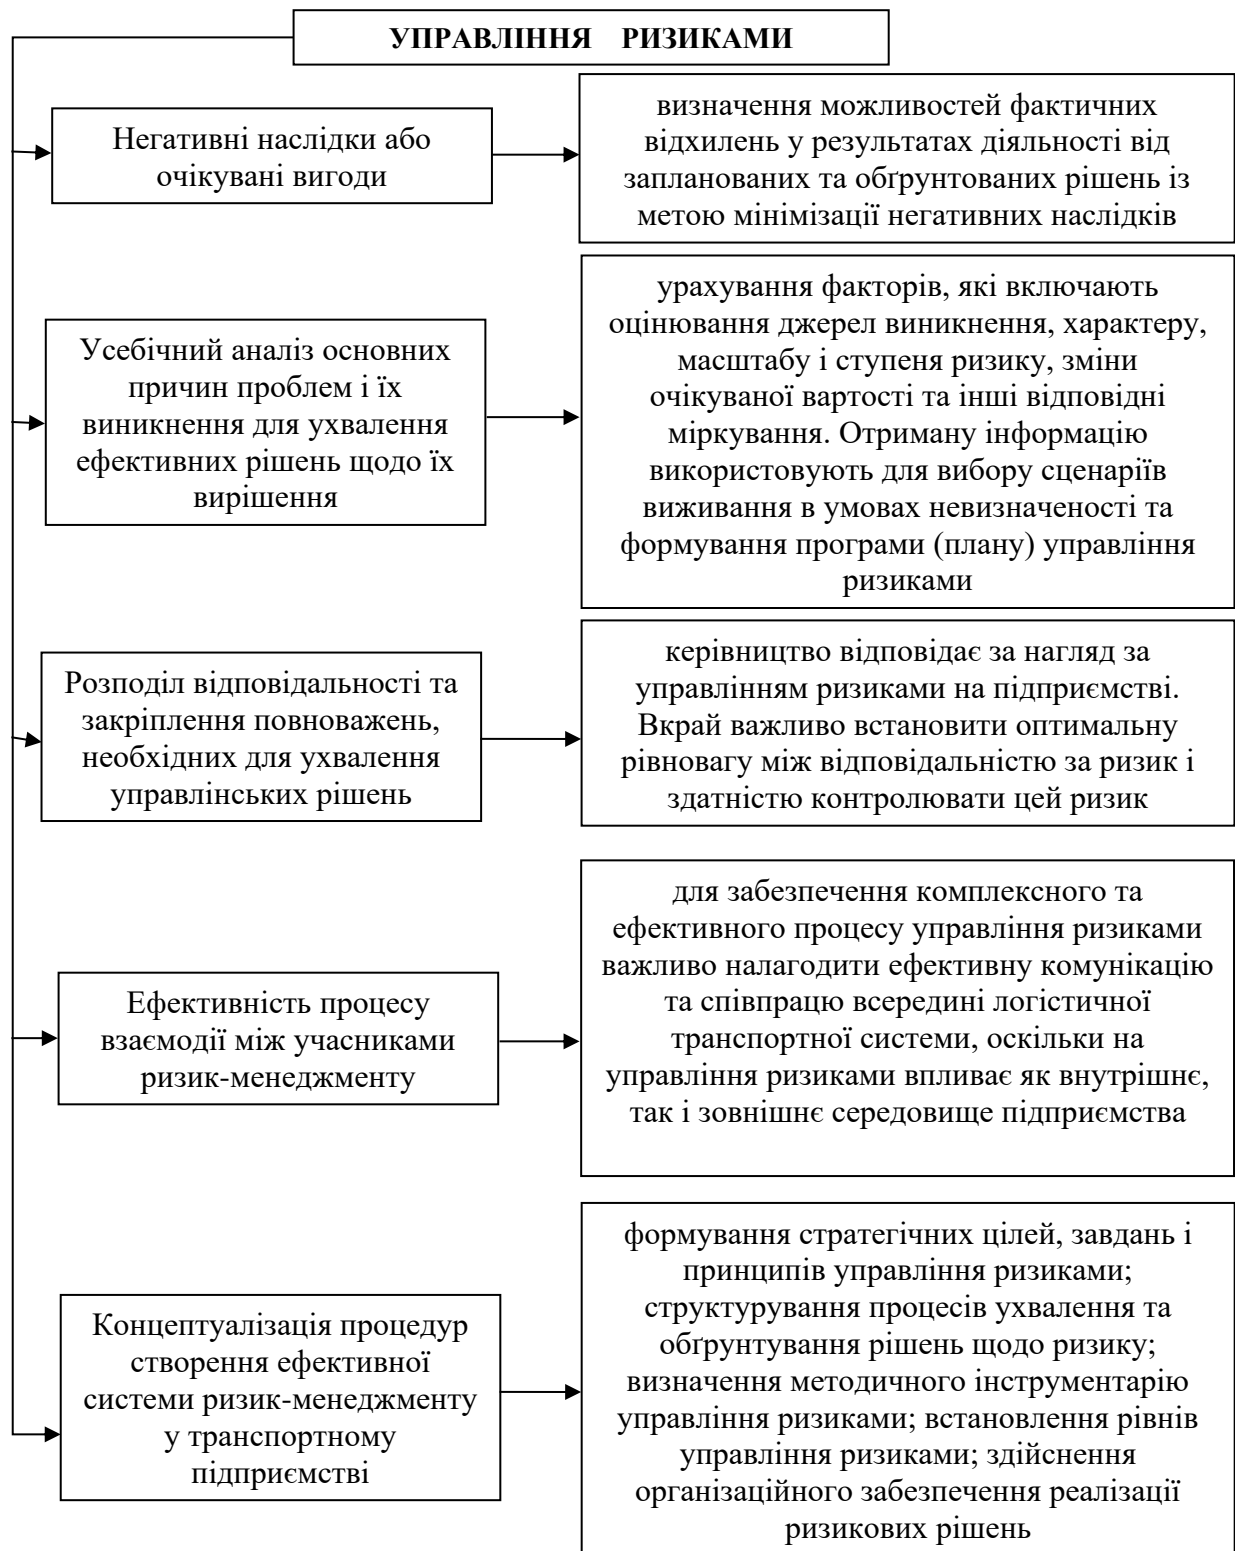 УПРАВЛІННЯ РИЗИКАМИ
Негативні наслідки або
очікувані вигоди
визначення можливостей фактичних
відхилень у результатах діяльності від
запланованих та обґрунтованих рішень із
метою мінімізації негативних наслідків
Усебічний аналіз основних
причин проблем і їх
виникнення для ухвалення
ефективних рішень щодо їх
вирішення
урахування факторів, які включають
оцінювання джерел виникнення, характеру,
масштабу і ступеня ризику, зміни
очікуваної вартості та інші відповідні
міркування. Отриману інформацію
використовують для вибору сценаріїв
виживання в умовах невизначеності та
формування програми (плану) управління
ризиками
Розподіл відповідальності та
закріплення повноважень,
необхідних для ухвалення
управлінських рішень
керівництво відповідає за нагляд за
управлінням ризиками на підприємстві.
Вкрай важливо встановити оптимальну
рівновагу між відповідальністю за ризик і
здатністю контролювати цей ризик
Ефективність процесу
взаємодії між учасниками
ризик-менеджменту
для забезпечення комплексного та
ефективного процесу управління ризиками
важливо налагодити ефективну комунікацію
та співпрацю всередині логістичної
транспортної системи, оскільки на
управління ризиками впливає як внутрішнє,
так і зовнішнє середовище підприємства
Концептуалізація процедур
створення ефективної
системи ризик-менеджменту
у транспортному
підприємстві
формування стратегічних цілей, завдань і
принципів управління ризиками;
структурування процесів ухвалення та
обґрунтування рішень щодо ризику;
визначення методичного інструментарію
управління ризиками; встановлення рівнів
управління ризиками; здійснення
організаційного забезпечення реалізації
ризикових рішень